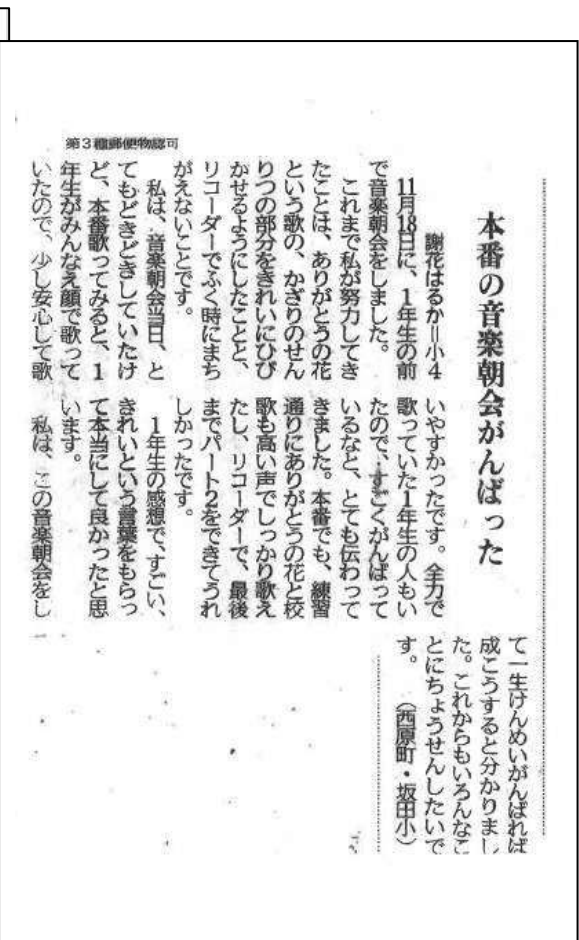 第3種郵便物認可
本番の音楽朝会がんばった
謝花はるか＝小4
11月18日に、1年生の前
で音楽朝会をしました。
これまで私が努力してき
たことは、ありがとうの花
という歌の、かざりのせん
りつの部分をきれいにひび
かせるようにしたことと、
リコーダーでふく時にまち
がえないことです。
私は、音楽朝会当日、と
てもどきどきしていたけ
ど、本番歌ってみると、1
年生がみんなえ顔で歌って
いたので、少し安心して歌
いやすかったです。全力で
歌っていた1年生の人もい
たので、すごくがんばって
いるなと、とても伝わって
きました。本番でも、練習
通りにありがとうの花と校
歌も高い声でしっかり歌え
たし、リコーダーで、最後
までパート2をできてうれ
しかったです。
1年生の感想で、すごい、
きれいという言葉をもらっ
て本当にして良かったと思
います。
私は、この音楽朝会をし
て一生けんめいがんばれば
成こうすると分かりまし
た。これからもいろんなこ
とにちょうせんしたいで
す。（西原町・坂田小）